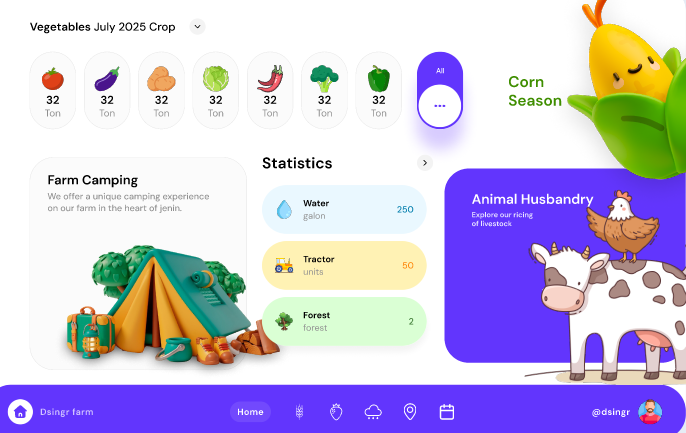 Vegetables July 2025 Crop
32
Ton
32
Ton
32
Ton
32
Ton
32
Ton
32
Ton
32
Ton
All
...
Corn
Season
Farm Camping
We offer a unique camping experience
on our farm in the heart of jenin.
Statistics
Water
galon
250
Tractor
units
50
Forest
forest
2
Animal Husbandry
Explore our ricing
of livestock
Dsingr farm
Home
@dsingr